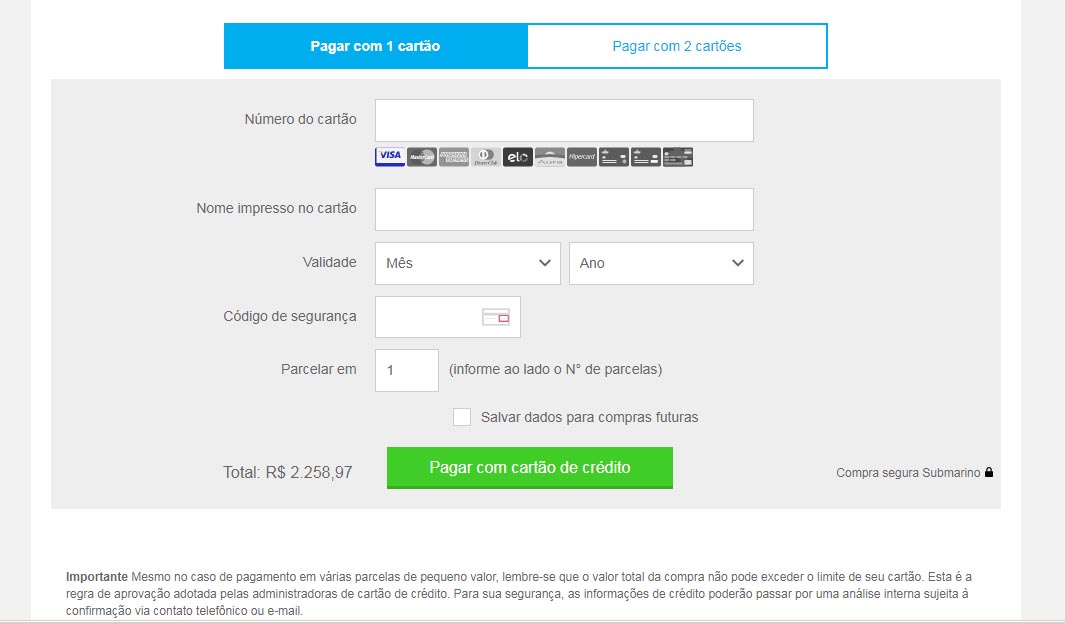 Pagar com 1 cartão
Pagar com 2 cartões
Número do cartão
VISA MasterCard elo Aura Hipercard
Nome impresso no cartão
Validade Mês Ano
Código de segurança
Parcelar em 1 (informe ao lado o N° de parcelas)
Salvar dados para compras futuras
Total: R$ 2.258,97 Pagar com cartão de crédito Compra segura Submarino
Importante Mesmo no caso de pagamento em várias parcelas de pequeno valor, lembre-se que o valor total da compra não pode exceder o limite de seu cartão. Esta é a
regra de aprovação adotada pelas administradoras de cartão de crédito. Para sua segurança, as informações de crédito poderão passar por uma análise interna sujeita à
confirmação via contato telefônico ou e-mail.